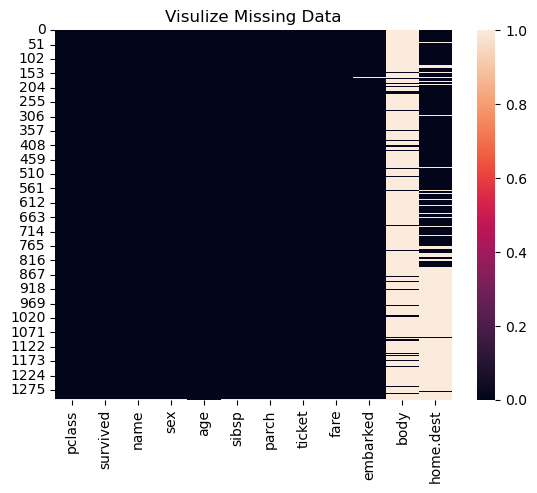 Visulize Missing Data
0
51
102
153
204
255
306
357
408
459
510
561
612
663
714
765
816
867
918
969
1020
1071
1122
1173
1224
1275
pclass
survived
name
sex
age
sibsp
parch
ticket
fare
embarked
body
home.dest
1.0
0.8
0.6
0.4
0.2
0.0